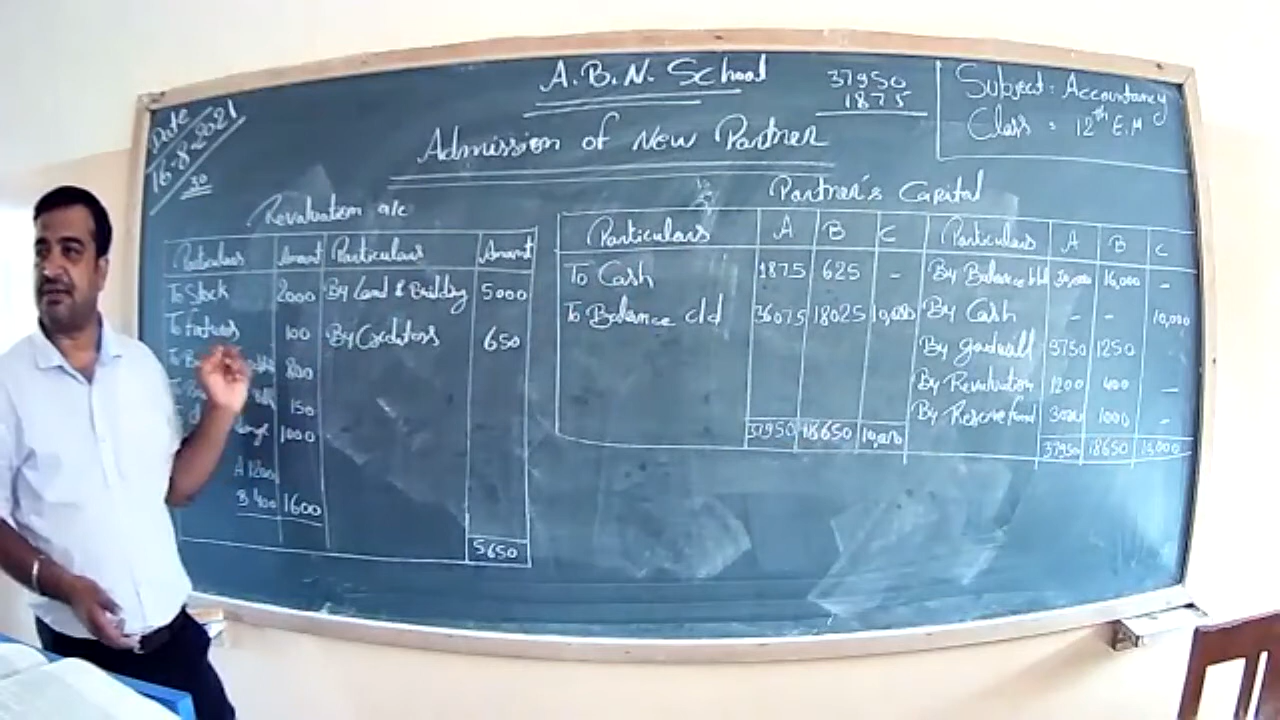 Date
16-8-2021
30
A.B.N. School
37950
1875
Subject: Accountancy
Class : 12th E.M
Admission of New Partner
Revaluation a/c
Particulars Amount Particulars Amount
To Stock 2000 By Land & Building 5000
To Fixtures 100 By Creditors 650
To 800
To 150
1000
A 1200
B 400 1600
5650
Partner's Capital
Particulars A B C Particulars A B C
To Cash 1875 625 - By Balance b/d 30,000 16,000 -
To Balance c/d 36075 18025 10,000 By Cash - - 10,000
By goodwill 3750 1250
By Revaluation 1200 400 -
By Reserve fund 3000 1000 -
37950 18650 10,000 37950 18650 10,000